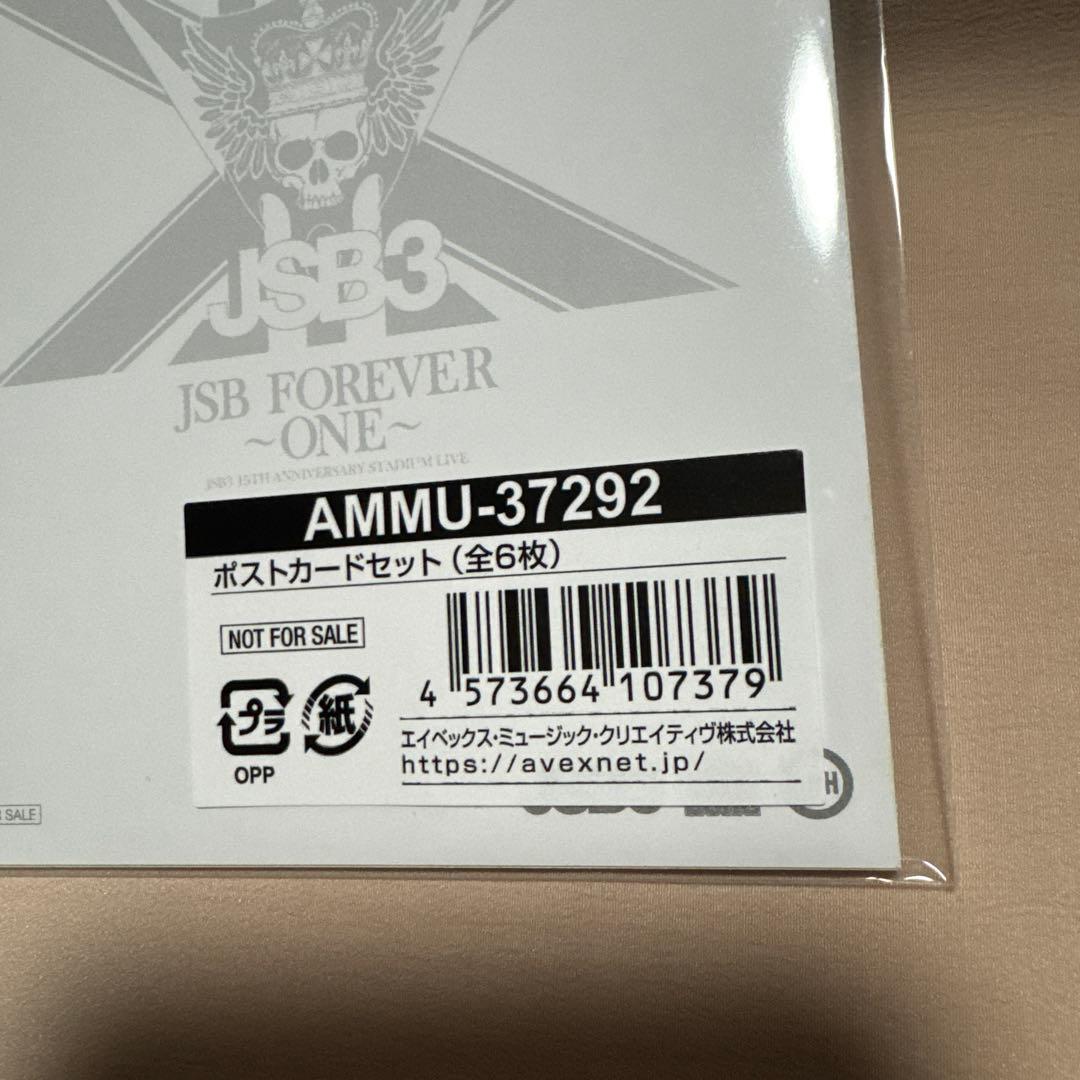 JSB3
JSB FOREVER
~ONE~
JSB3 15TH ANNIVERSARY STADIUM LIVE
AMMU-37292
ポストカードセット(全6枚)
NOT FOR SALE
4 573664 107379
プラ
紙
OPP
エイベックス・ミュージック・クリエイティヴ株式会社
https://avexnet.jp/
H
SALE